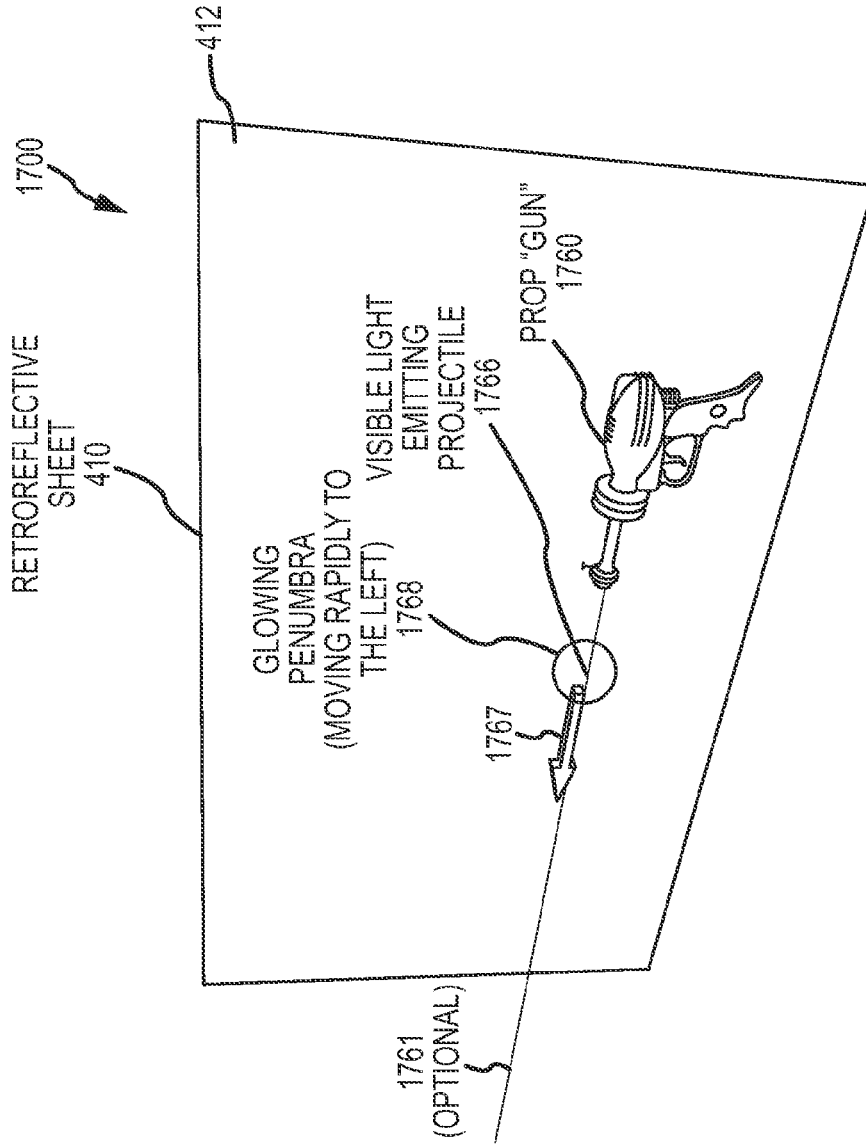 1700
RETROREFLECTIVE
SHEET
410
412
GLOWING
PENUMBRA
(MOVING RAPIDLY TO
THE LEFT)
1768
VISIBLE LIGHT
EMITTING
PROJECTILE
1766
PROP "GUN"
1760
1767
1761
(OPTIONAL)